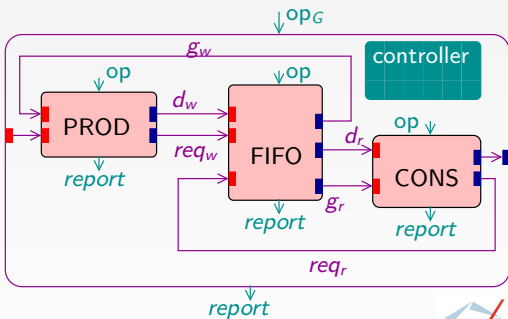 op_G
g_w
controller
op
op
d_w
op
d_r
PROD
req_w
FIFO
CONS
report
g_r
report
report
req_r
report